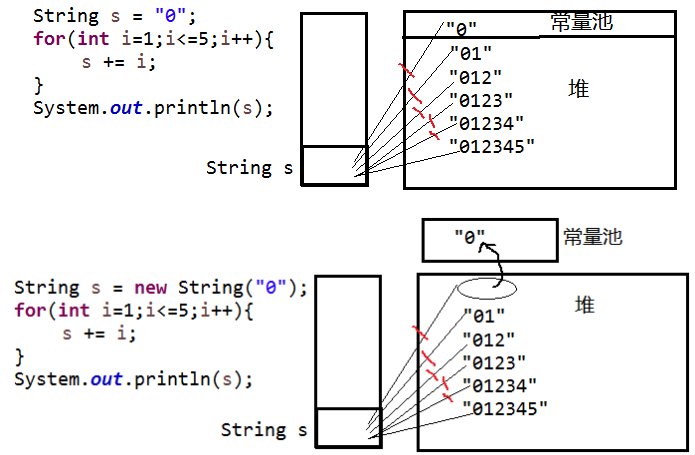 String s = "0";
for(int i=1;i<=5;i++){
s += i;
}
System.out.println(s);
String s
常量池
"0"
"01"
"012"
"0123"
"01234"
"012345"
堆
"0"
常量池
String s = new String("0");
for(int i=1;i<=5;i++){
s += i;
}
System.out.println(s);
String s
堆
"01"
"012"
"0123"
"01234"
"012345"